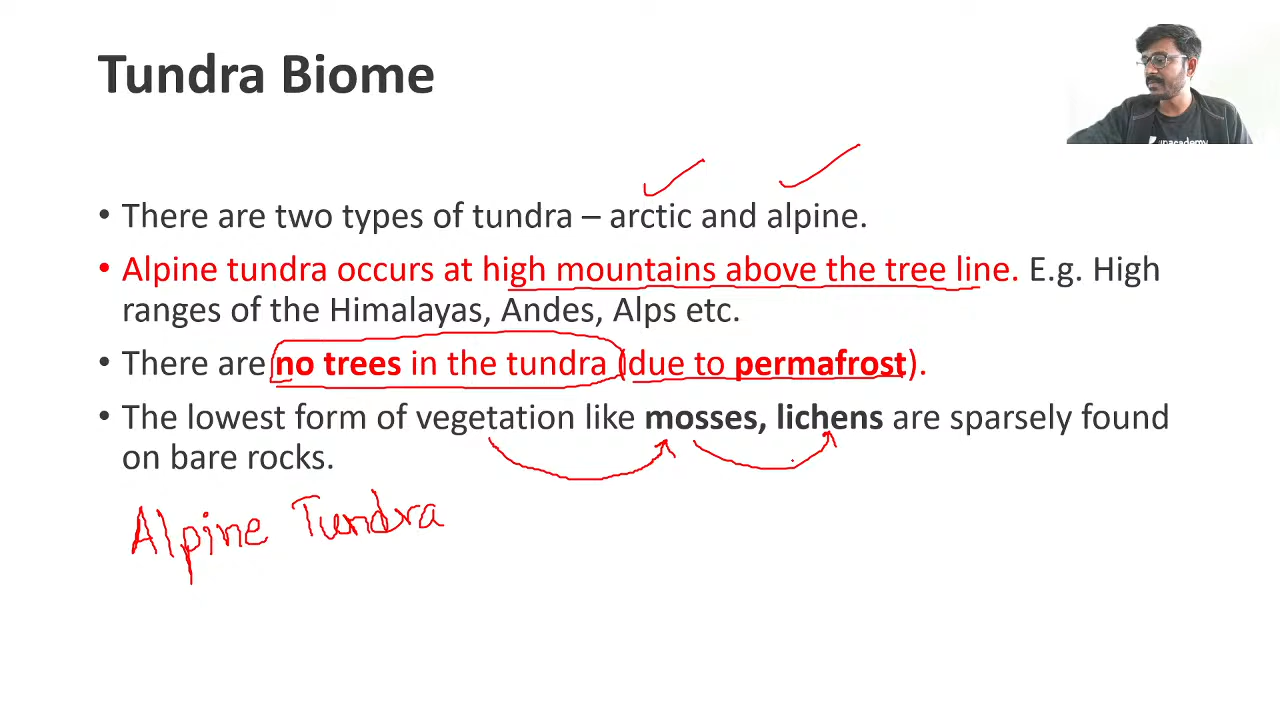 Tundra Biome
• There are two types of tundra – arctic and alpine.
• Alpine tundra occurs at high mountains above the tree line. E.g. High
ranges of the Himalayas, Andes, Alps etc.
• There are no trees in the tundra (due to permafrost).
• The lowest form of vegetation like mosses, lichens are sparsely found
on bare rocks.
Alpine Tundra